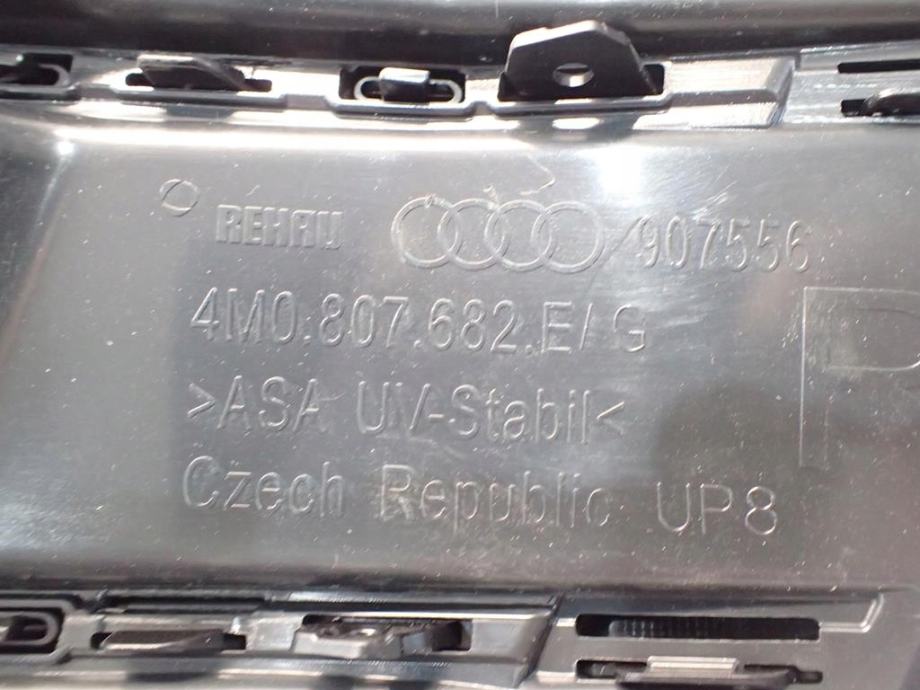 REHAU 907556
4M0.807.682.E/G
>ASA UV-Stabil<
Czech Republic UP8
R